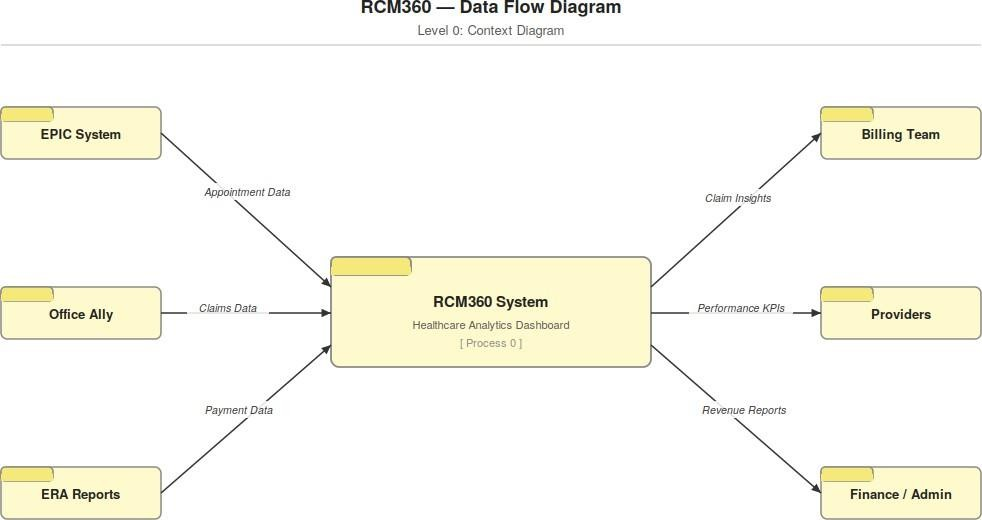 RCM360 — Data Flow Diagram
Level 0: Context Diagram
EPIC System
Billing Team
Appointment Data
Claim Insights
RCM360 System
Healthcare Analytics Dashboard
[ Process 0 ]
Office Ally
Claims Data
Performance KPIs
Providers
Payment Data
Revenue Reports
ERA Reports
Finance / Admin